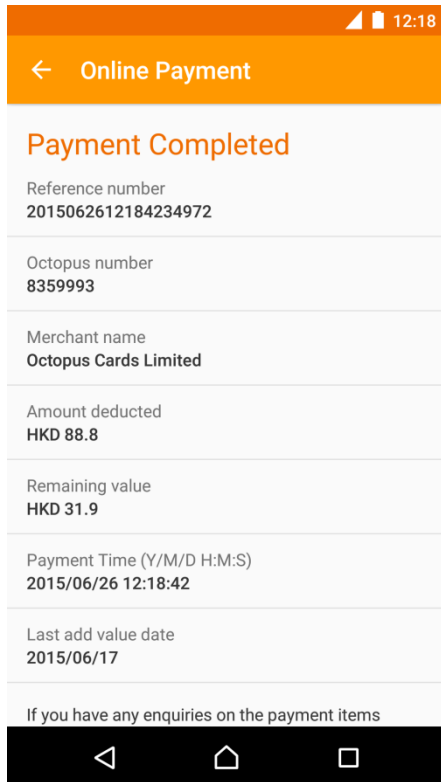 12:18
Online Payment
Payment Completed
Reference number
2015062612184234972
Octopus number
8359993
Merchant name
Octopus Cards Limited
Amount deducted
HKD 88.8
Remaining value
HKD 31.9
Payment Time (Y/M/D H:M:S)
2015/06/26 12:18:42
Last add value date
2015/06/17
If you have any enquiries on the payment items